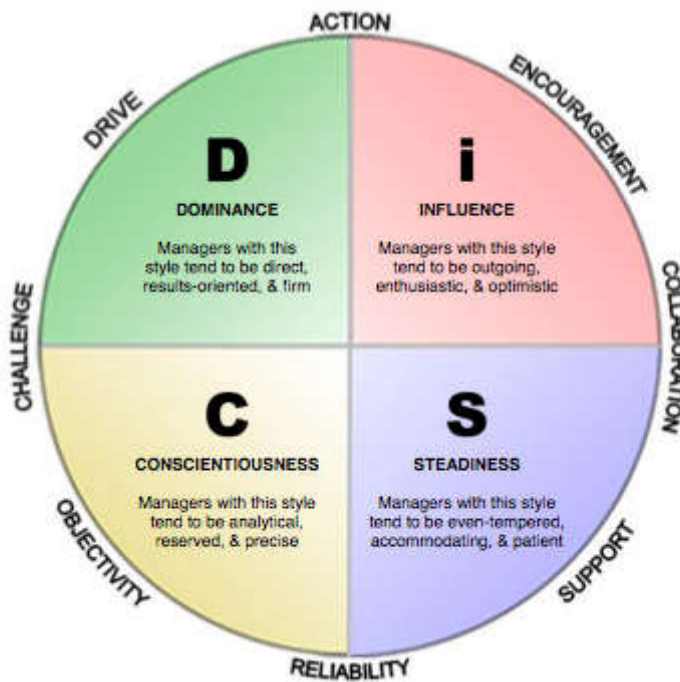 ACTION
ENCOURAGEMENT
DRIVE
D
DOMINANCE
Managers with this
style tend to be direct,
results-oriented, & firm
i
INFLUENCE
Managers with this style
tend to be outgoing,
enthusiastic, & optimistic
CHALLENGE
COLLABORATION
C
CONSCIENTIOUSNESS
Managers with this style
tend to be analytical,
reserved, & precise
S
STEADINESS
Managers with this style
tend to be even-tempered,
accommodating, & patient
OBJECTIVITY
SUPPORT
RELIABILITY